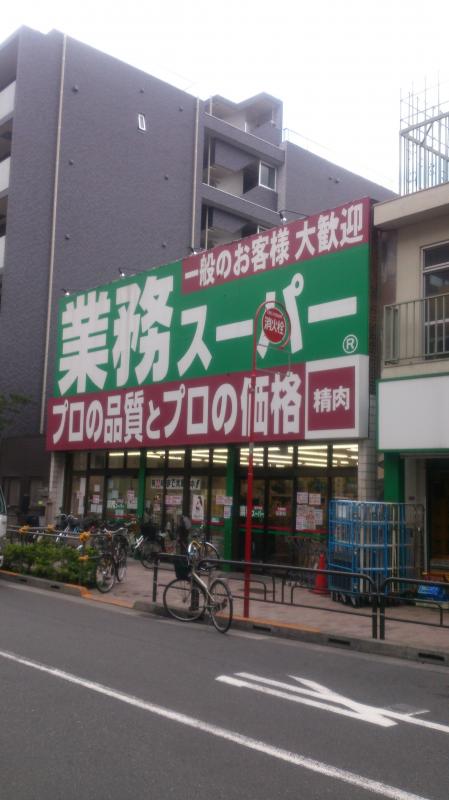 一般のお客様 大歓迎
業務スーパー
®
消火栓
プロの品質とプロの価格
精肉